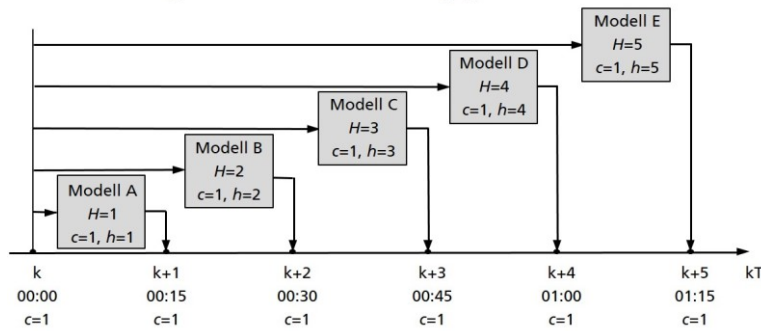 Modell E
H=5
c=1, h=5
Modell D
H=4
c=1, h=4
Modell C
H=3
c=1, h=3
Modell B
H=2
c=1, h=2
Modell A
H=1
c=1, h=1
k k+1 k+2 k+3 k+4 k+5 kT
00:00 00:15 00:30 00:45 01:00 01:15
c=1 c=1 c=1 c=1 c=1 c=1